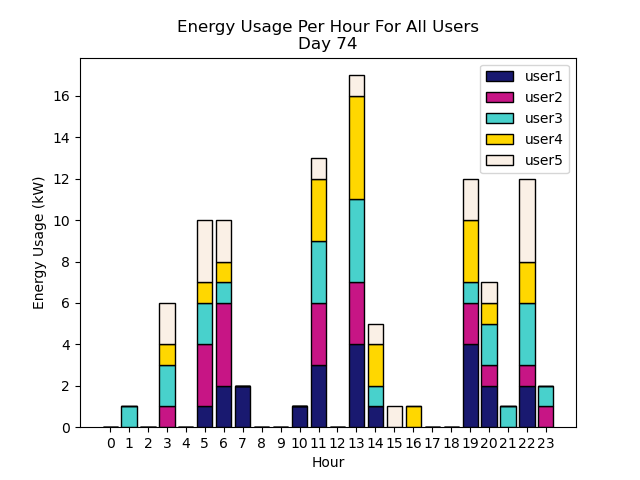 Energy Usage Per Hour For All Users
Day 74
user1
user2
user3
user4
user5
Energy Usage (kW)
16
14
12
10
8
6
4
2
0
0 1 2 3 4 5 6 7 8 9 10 11 12 13 14 15 16 17 18 19 20 21 22 23
Hour